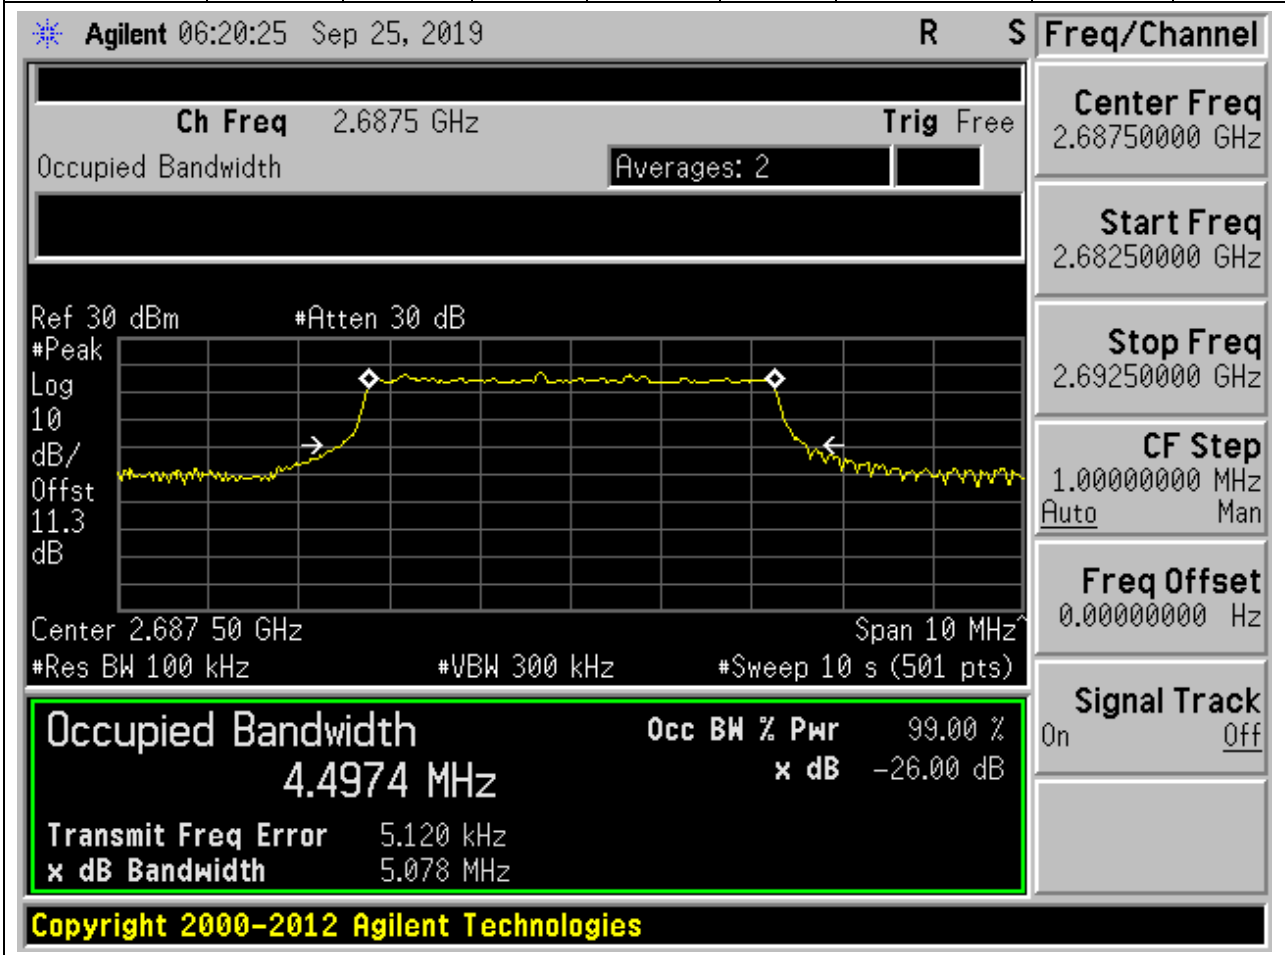 Agilent 06:20:25 Sep 25, 2019 R S
Freq/Channel
Ch Freq 2.6875 GHz Trig Free
Occupied Bandwidth Averages: 2
Center Freq
2.68750000 GHz
Start Freq
2.68250000 GHz
Stop Freq
2.69250000 GHz
CF Step
1.00000000 MHz
Auto Man
Freq Offset
0.00000000 Hz
Signal Track
On Off
Ref 30 dBm #Atten 30 dB
#Peak
Log
10
dB/
Offst
11.3
dB
Center 2.687 50 GHz Span 10 MHz^
#Res BW 100 kHz #VBW 300 kHz #Sweep 10 s (501 pts)
Occupied Bandwidth Occ BW % Pwr 99.00 %
4.4974 MHz x dB -26.00 dB
Transmit Freq Error 5.120 kHz
x dB Bandwidth 5.078 MHz
Copyright 2000-2012 Agilent Technologies